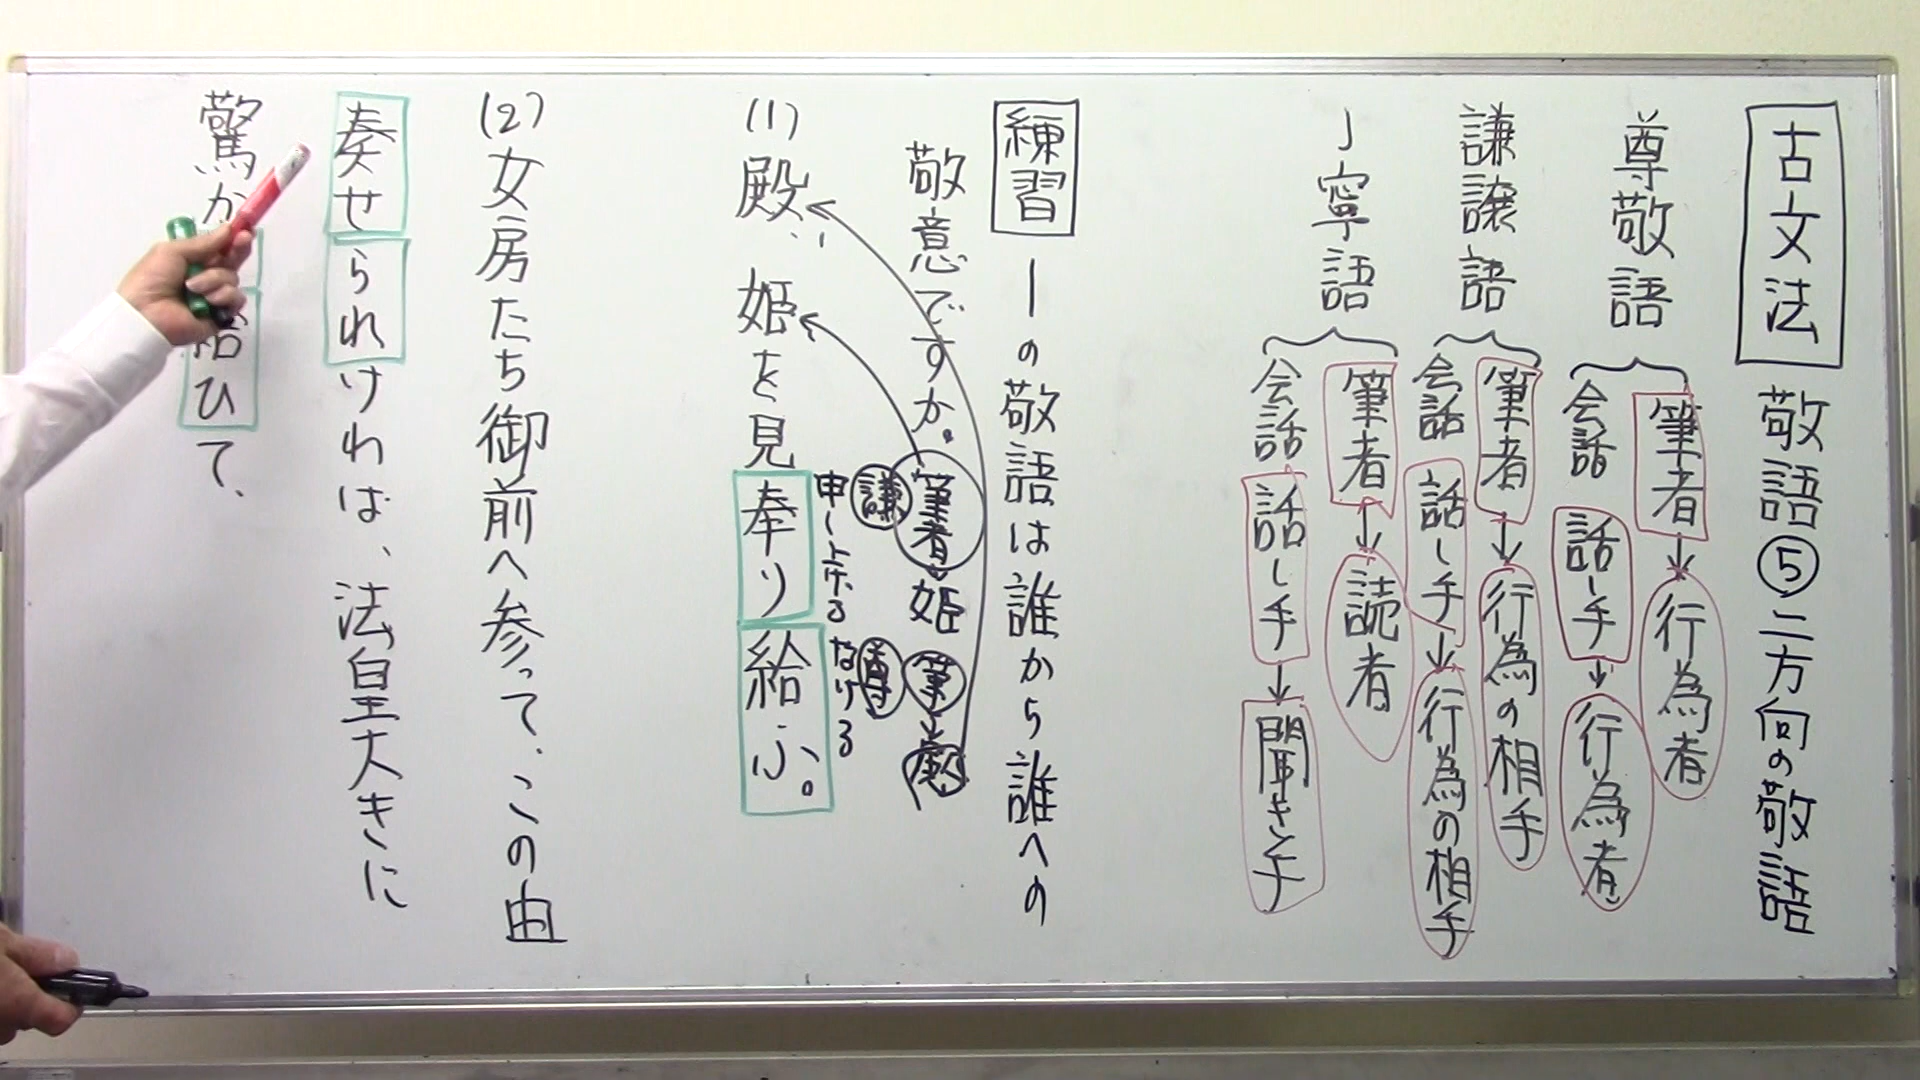 古文法 敬語⑤二方向の敬語
尊敬語
筆者→行為者
会話 話し手→行為者
謙譲語
筆者→行為の相手
会話 話し手→行為の相手
丁寧語
筆者→読者
会話 話し手→聞き手
練習 ーの敬語は誰から誰への
敬意ですか。
筆者→姫 筆→殿
謙 尊
申し上げる なさる
(1)殿、姫を見奉り給ふ。
(2)女房たち御前へ参って、この由
奏せられければ、法皇大きに
驚か 給ひて、